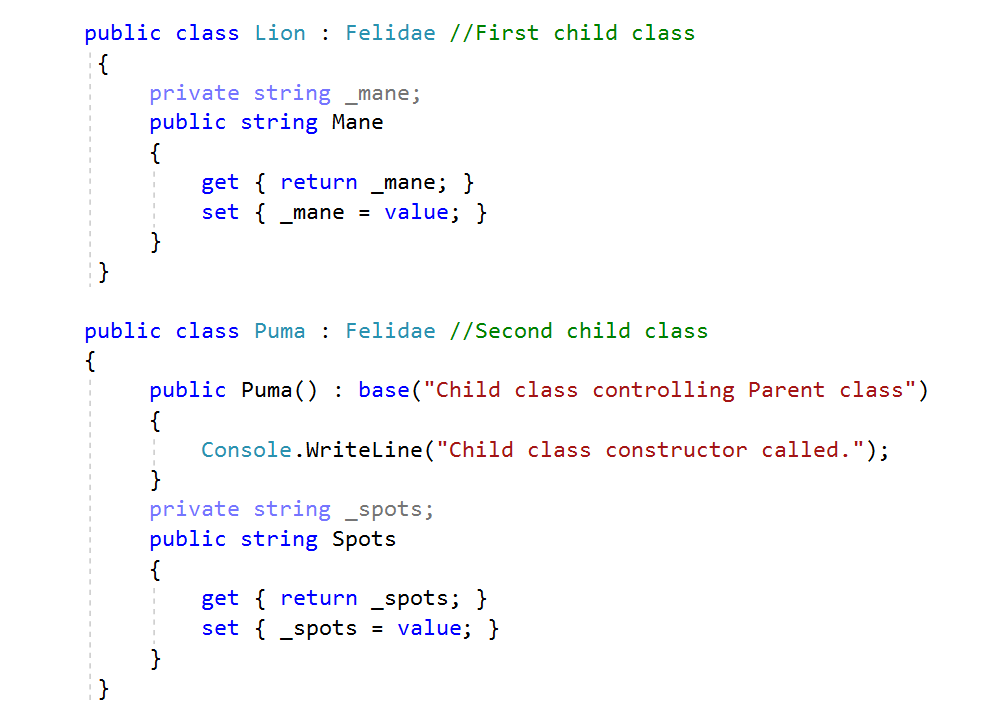 public class Lion : Felidae //First child class
{
private string _mane;
public string Mane
{
get { return _mane; }
set { _mane = value; }
}
}
public class Puma : Felidae //Second child class
{
public Puma() : base("Child class controlling Parent class")
{
Console.WriteLine("Child class constructor called.");
}
private string _spots;
public string Spots
{
get { return _spots; }
set { _spots = value; }
}
}